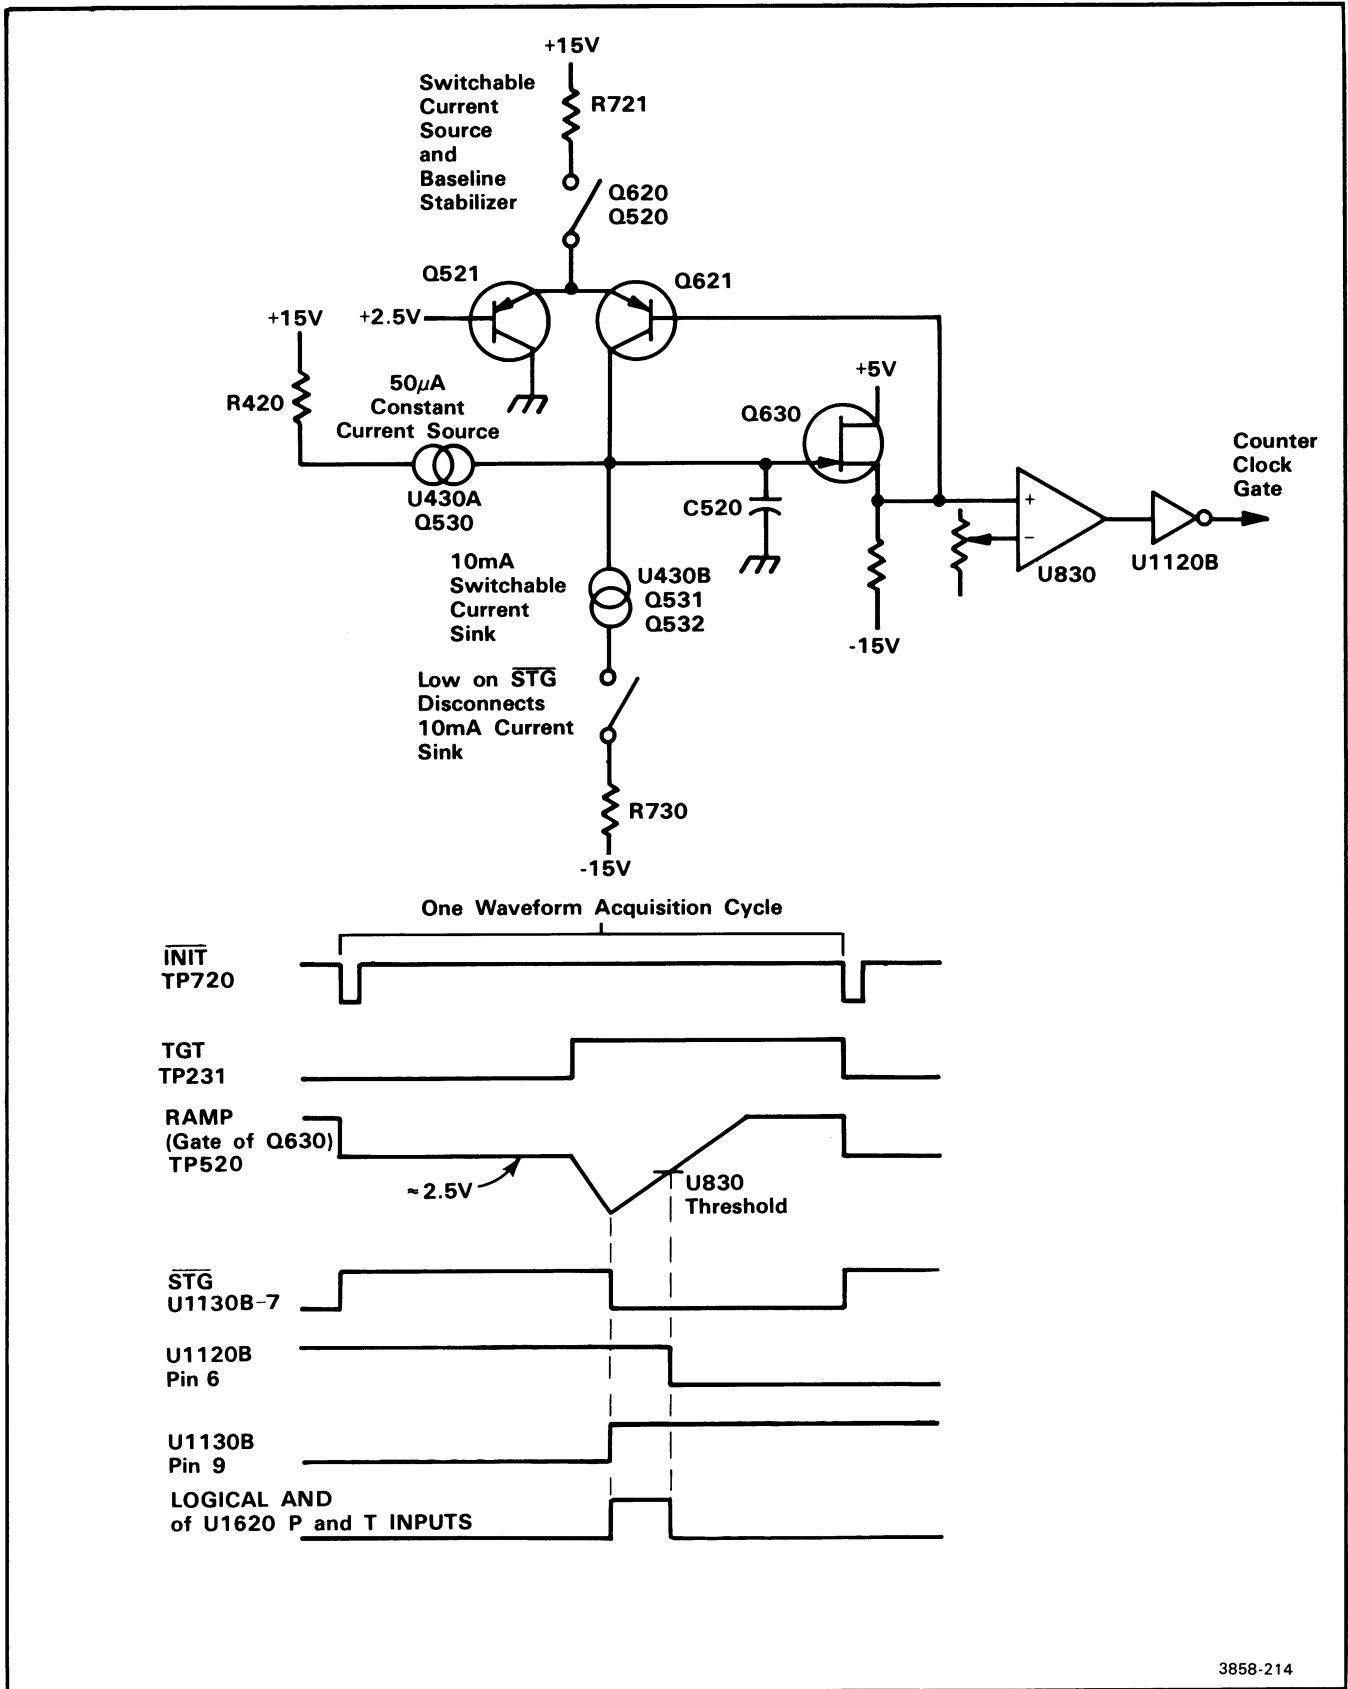 +15V
Switchable
Current
Source
and
Baseline
Stabilizer
R721
Q620
Q520
Q521
Q621
+15V
+2.5V
R420
50μA
Constant
Current Source
U430A
Q530
+5V
Q630
C520
Counter
Clock
Gate
+
-
U830
U1120B
-15V
10mA
Switchable
Current
Sink
U430B
Q531
Q532
Low on S̅T̅G̅
Disconnects
10mA Current
Sink
R730
-15V
One Waveform Acquisition Cycle
I̅N̅I̅T̅
TP720
TGT
TP231
RAMP
(Gate of Q630)
TP520
≈2.5V
U830
Threshold
S̅T̅G̅
U1130B-7
U1120B
Pin 6
U1130B
Pin 9
LOGICAL AND
of U1620 P and T INPUTS
3858-214